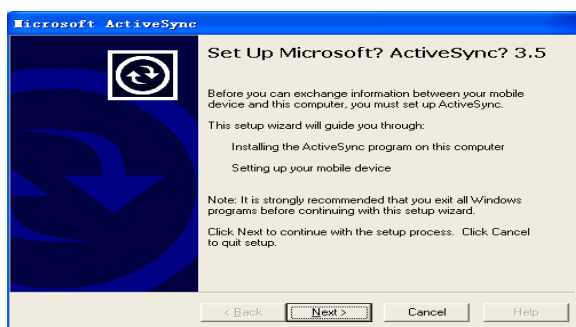 Microsoft ActiveSync
Set Up Microsoft? ActiveSync? 3.5
Before you can exchange information between your mobile
device and this computer, you must set up ActiveSync.
This setup wizard will guide you through:
Installing the ActiveSync program on this computer
Setting up your mobile device
Note: It is strongly recommended that you exit all Windows
programs before continuing with this setup wizard.
Click Next to continue with the setup process. Click Cancel
to quit setup.
< Back Next > Cancel Help